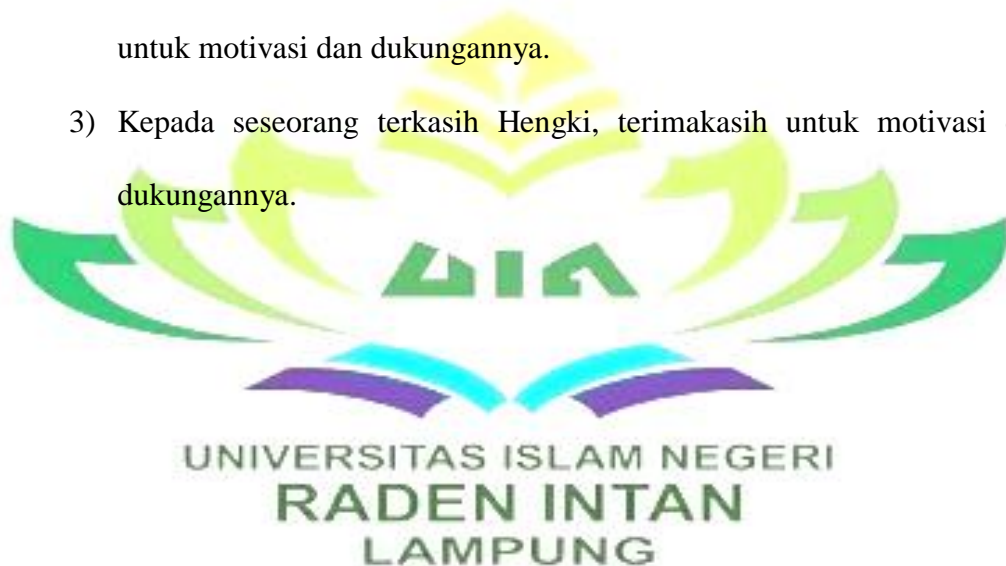 untuk motivasi dan dukungannya.
3) Kepada seseorang terkasih Hengki, terimakasih untuk motivasi
dukungannya.
UIN
UNIVERSITAS ISLAM NEGERI
RADEN INTAN
LAMPUNG